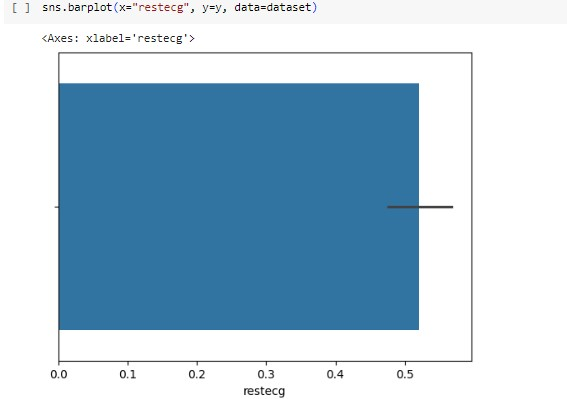 [ ] sns.barplot(x="restecg", y=y, data=dataset)
<Axes: xlabel='restecg'>
0.0 0.1 0.2 0.3 0.4 0.5
restecg